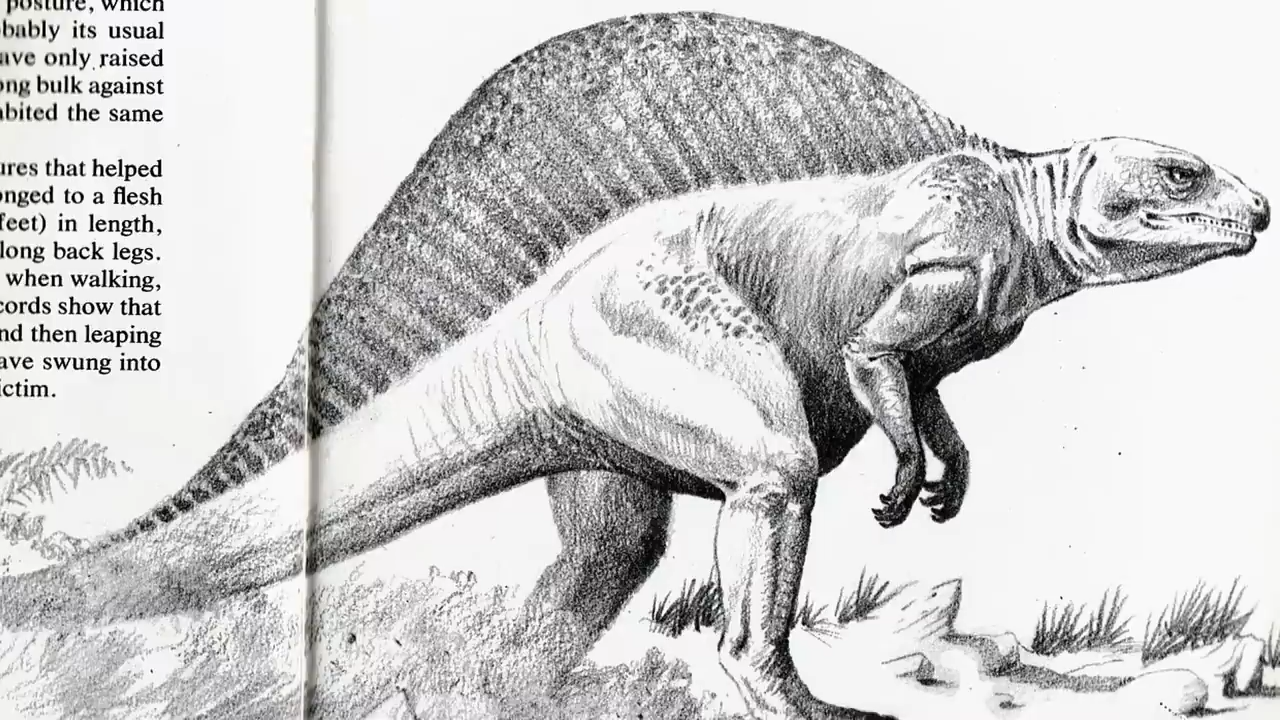 posture, which
bably its usual
ave only raised
ong bulk against
abited the same
ures that helped
onged to a flesh
feet) in length,
long back legs.
when walking,
cords show that
nd then leaping
ave swung into
ictim.